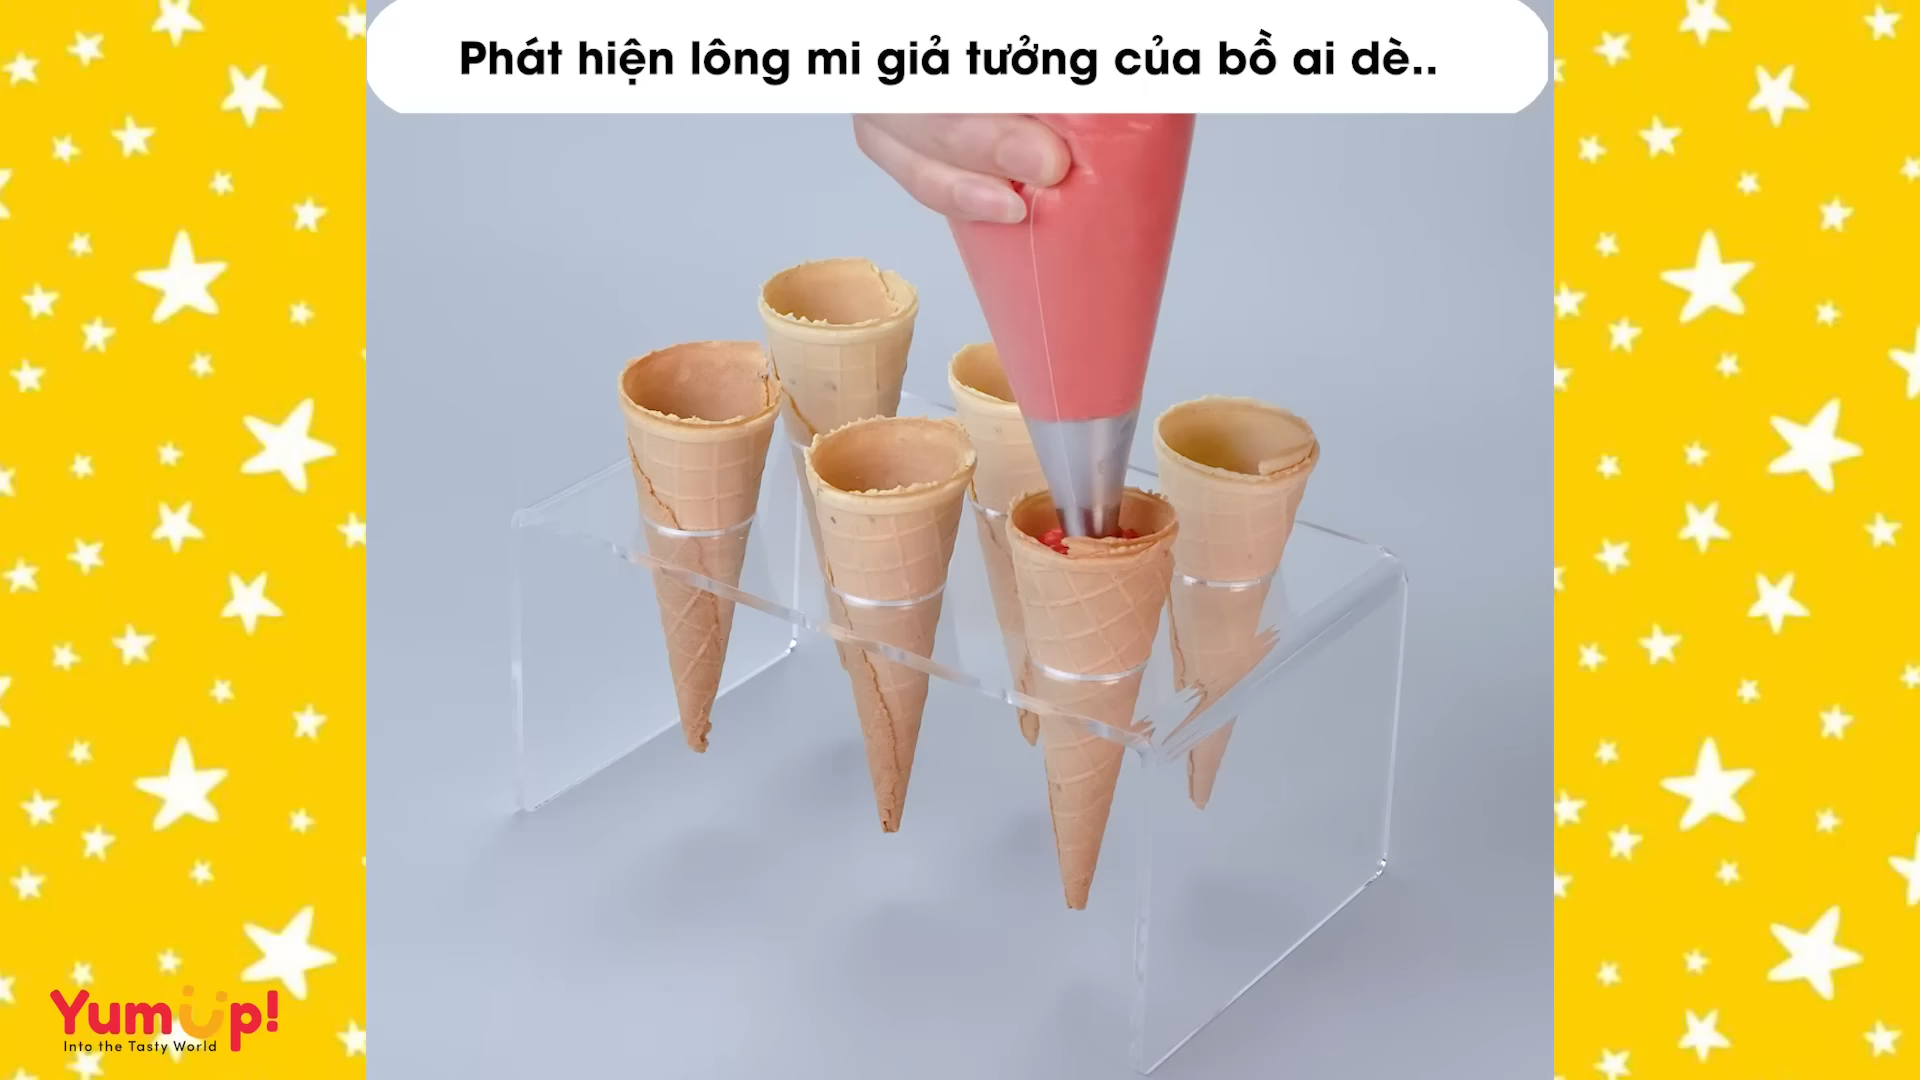 Phát hiện lông mi giả tưởng của bồ ai dè..
YumUp!
Into the Tasty World